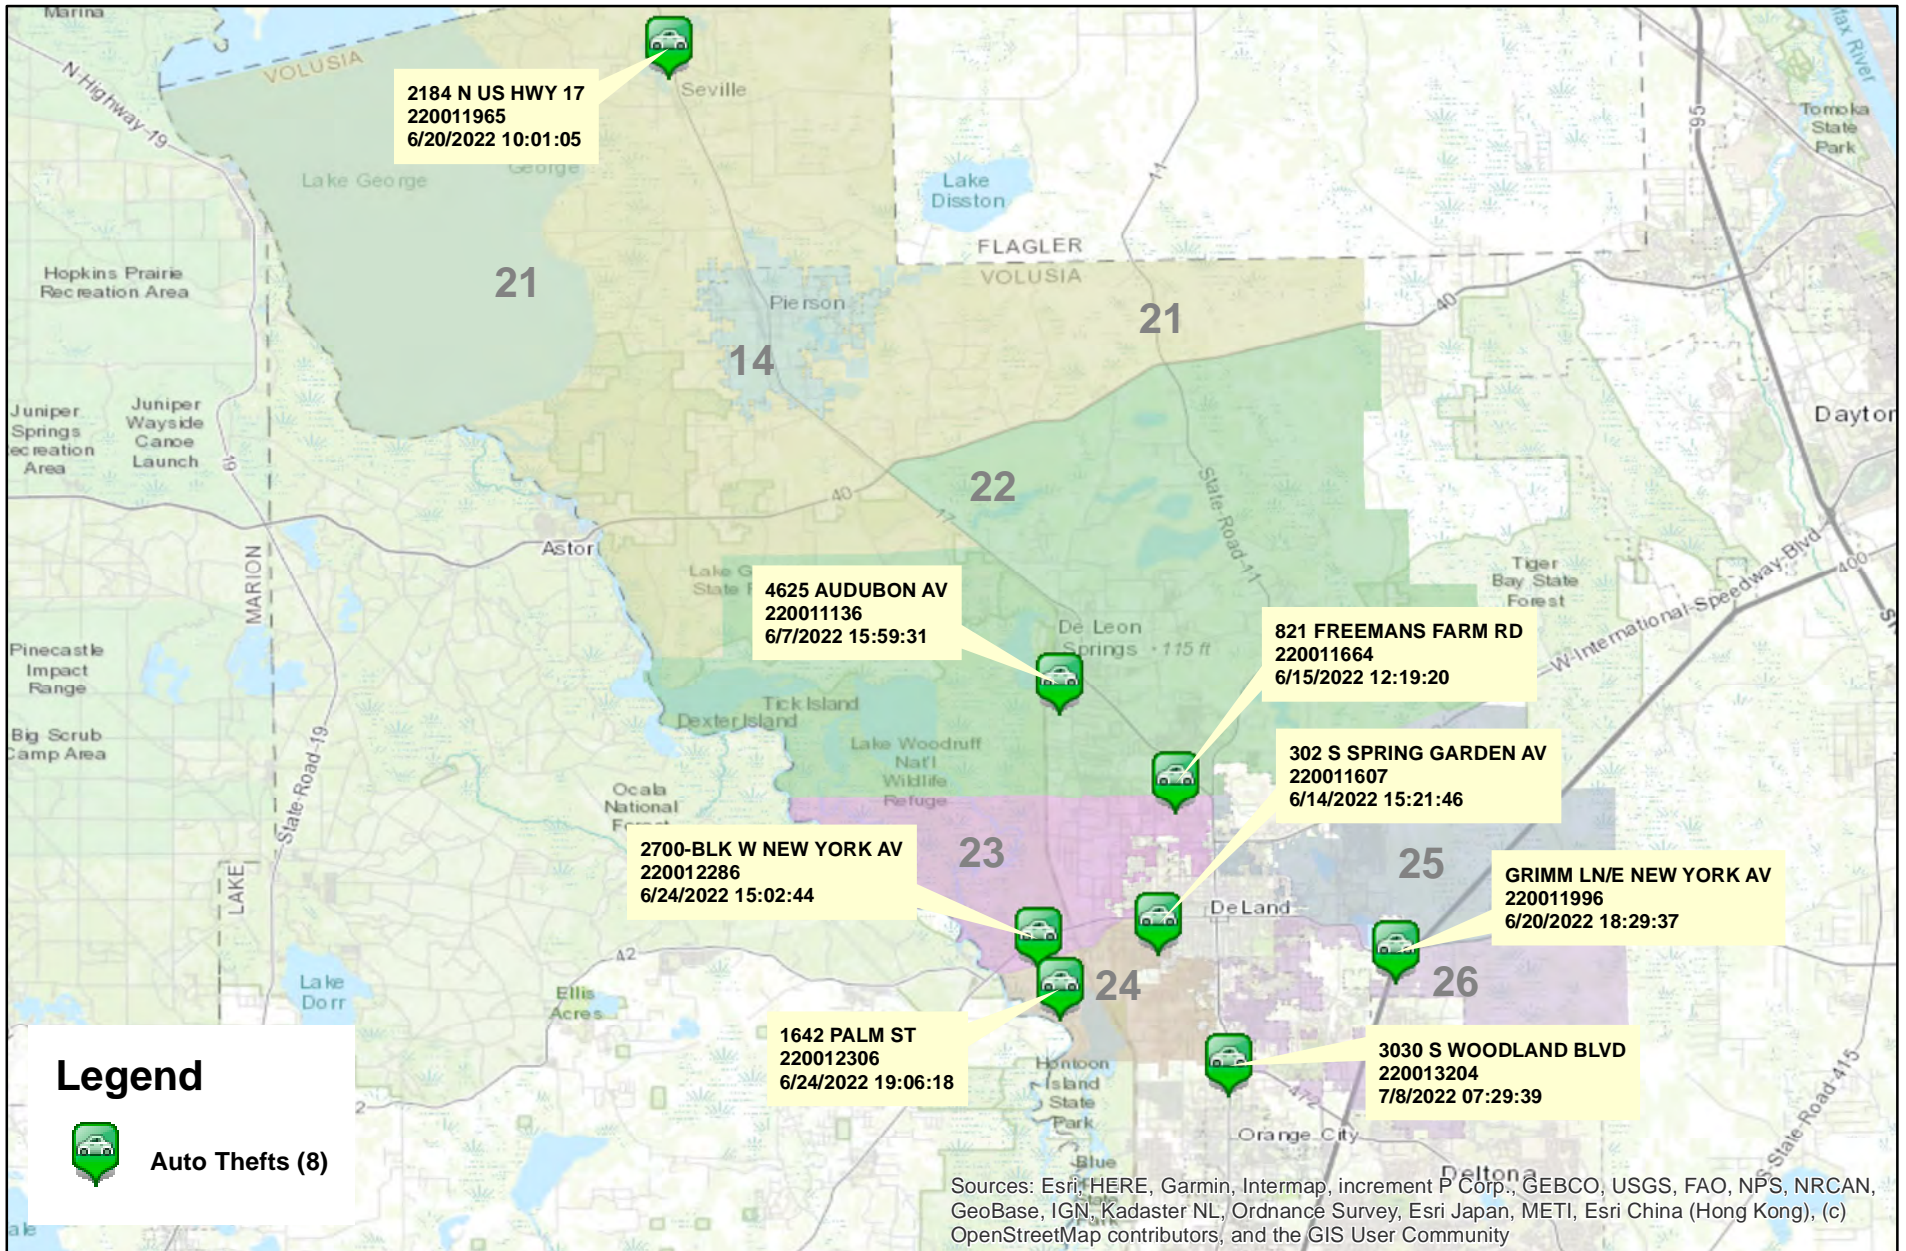 Marina
VOLUSIA
N-Highway-19
2184 N US HWY 17
220011965
6/20/2022 10:01:05
Seville
Lake George
George
Lake
Disston
11
95
Tomoka
State
Park
FLAGLER
VOLUSIA
Hopkins Prairie
Recreation Area
21
Pierson
21
40
14
Juniper
Springs
Area
Juniper
Wayside
Canoe
Launch
19
22
State-Road-11
40
17
Astor
MARION
Tiger
Bay State
Forest
W-International-Speedway-Blvd
400
4625 AUDUBON AV
220011136
6/7/2022 15:59:31
De Leon
Springs
115 ft
821 FREEMANS FARM RD
220011664
6/15/2022 12:19:20
Pinecastle
Impact
Range
Tick Island
Dexter Island
Big Scrub
Camp Area
State-Road-19
Lake Woodruff
Nat'l
Wildlife
Refuge
302 S SPRING GARDEN AV
220011607
6/14/2022 15:21:46
Ocala
National
2700-BLK W NEW YORK AV
220012286
6/24/2022 15:02:44
23
25
GRIMM LN/E NEW YORK AV
220011996
6/20/2022 18:29:37
LAKE
DeLand
42
24
26
Lake
Dorr
Ellis
Acres
1642 PALM ST
220012306
6/24/2022 19:06:18
Hontoon
Island
State
Park
3030 S WOODLAND BLVD
220013204
7/8/2022 07:29:39
472
S-State-Road-415
Orange City
Blue
Deltona
Legend
Auto Thefts (8)
Sources: Esri, HERE, Garmin, Intermap, increment P Corp., GEBCO, USGS, FAO, NPS, NRCAN,
GeoBase, IGN, Kadaster NL, Ordnance Survey, Esri Japan, METI, Esri China (Hong Kong), (c)
OpenStreetMap contributors, and the GIS User Community